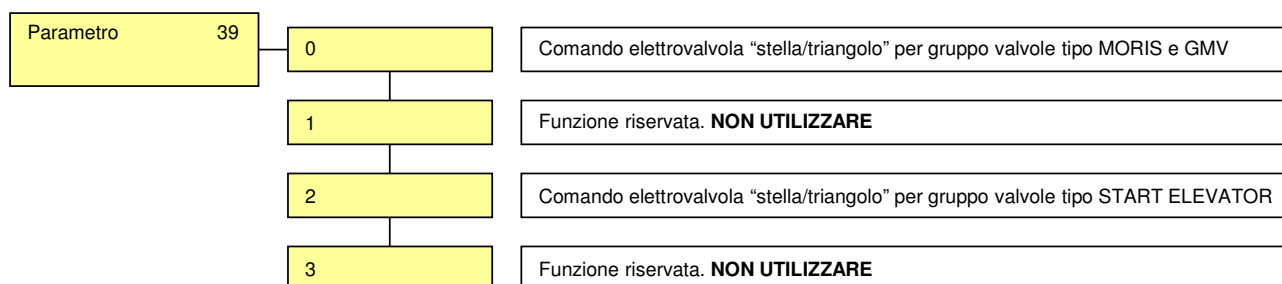 Parametro 39
0 Comando elettrovalvola “stella/triangolo” per gruppo valvole tipo MORIS e GMV
1 Funzione riservata. NON UTILIZZARE
2 Comando elettrovalvola “stella/triangolo” per gruppo valvole tipo START ELEVATOR
3 Funzione riservata. NON UTILIZZARE